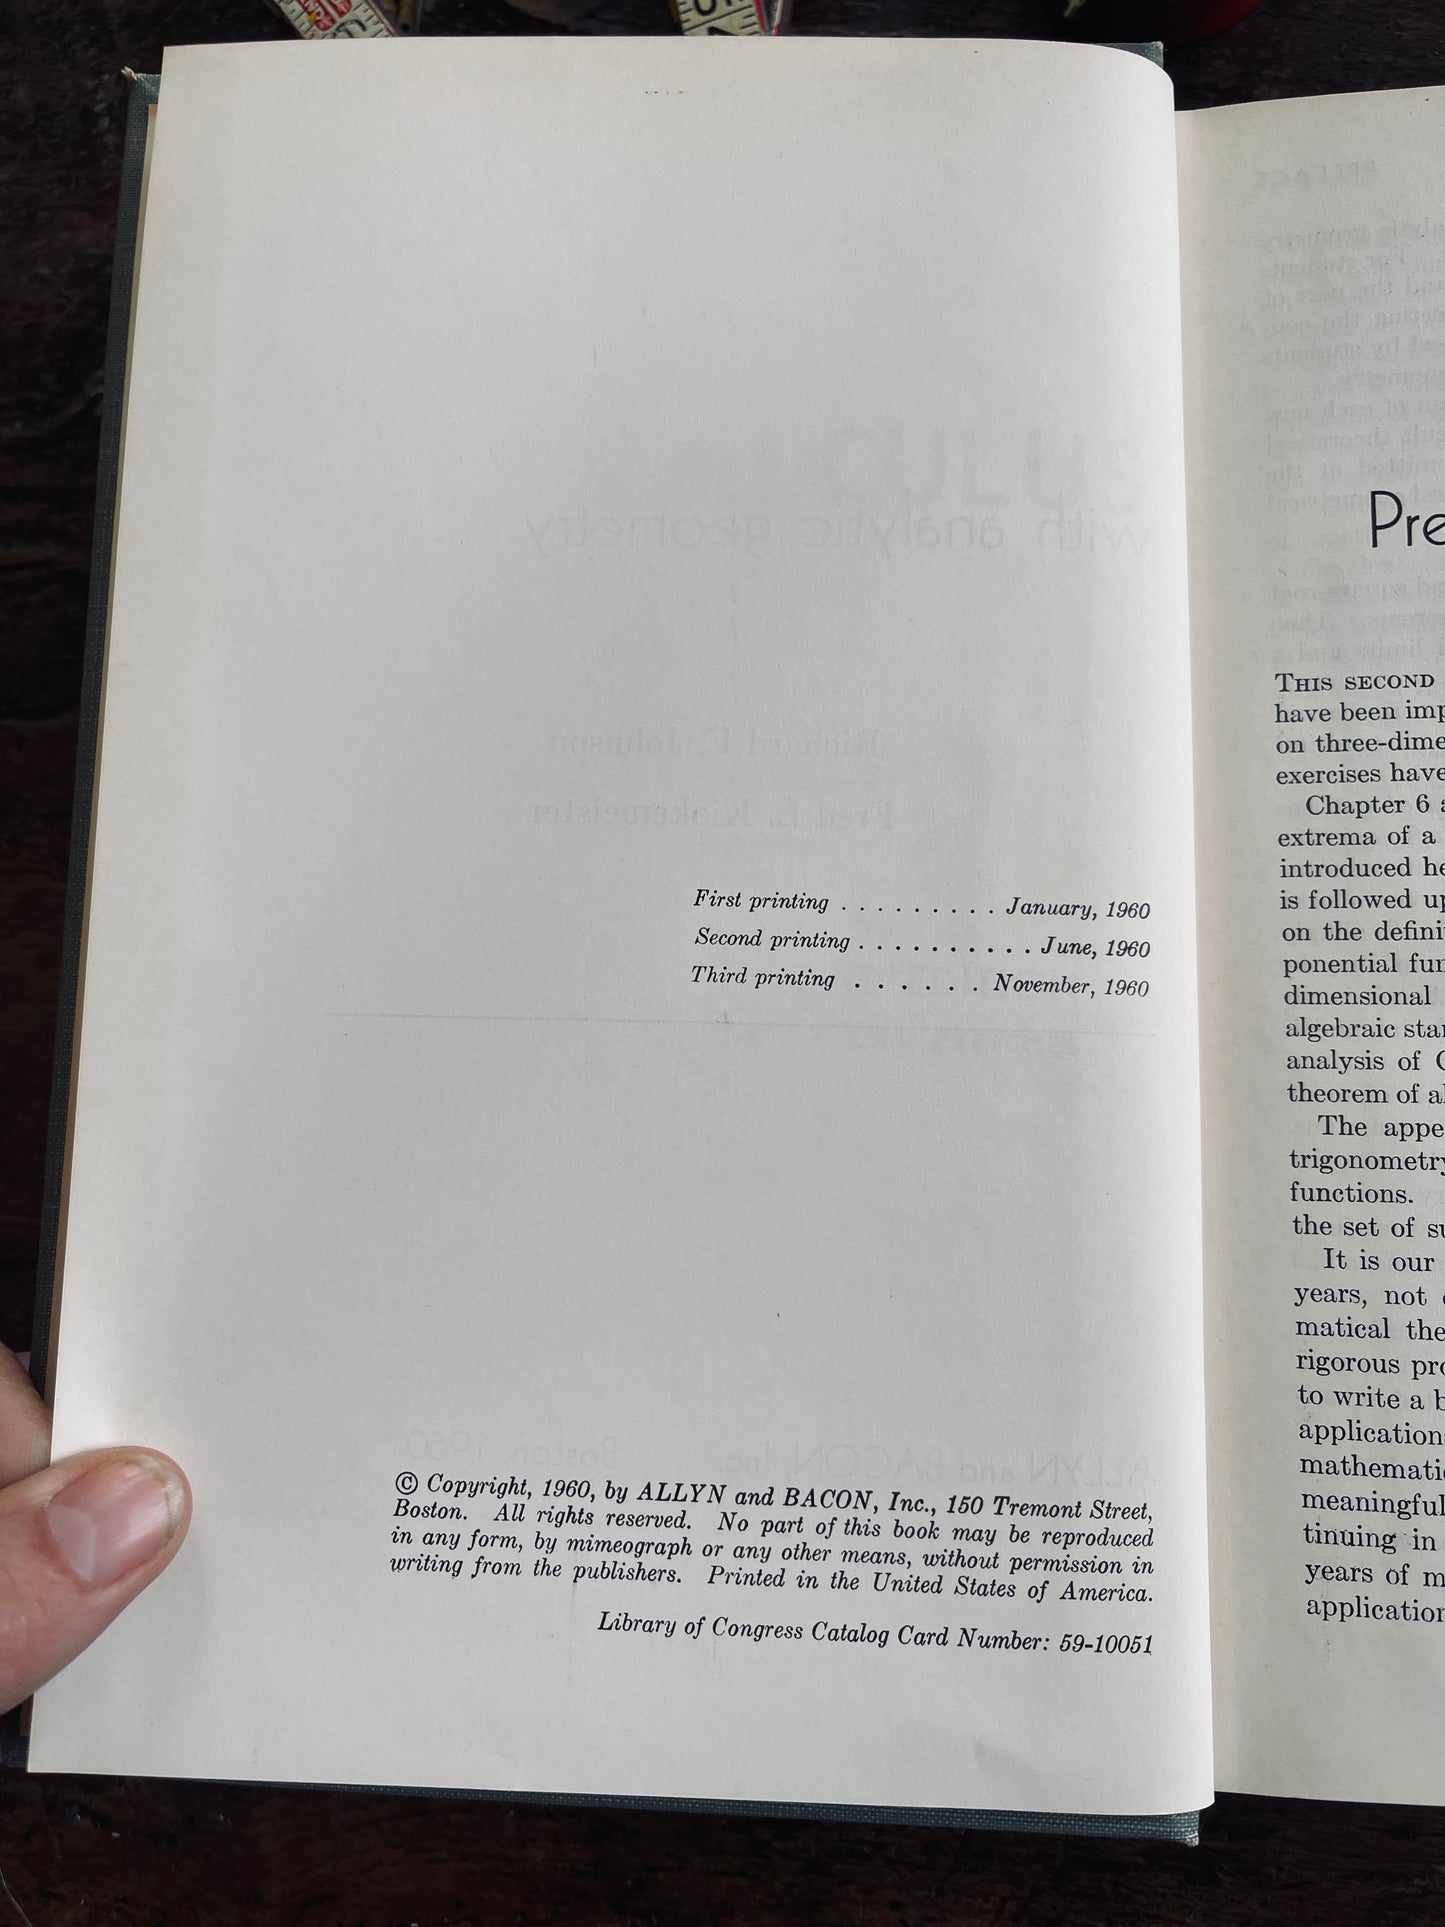 First printing . . . . . . . . . January, 1960
Second printing . . . . . . . . . . June, 1960
Third printing . . . . . . November, 1960
© Copyright, 1960, by ALLYN and BACON, Inc., 150 Tremont Street,
Boston. All rights reserved. No part of this book may be reproduced
in any form, by mimeograph or any other means, without permission in
writing from the publishers. Printed in the United States of America.
Library of Congress Catalog Card Number: 59-10051
Pre
THIS SECOND
have been imp
on three-dime
exercises have
Chapter 6 a
extrema of a
introduced he
is followed up
on the defini
ponential fun
dimensional
algebraic star
analysis of
theorem of al
The appe
trigonometry
functions.
the set of su
It is our
years, not
matical the
rigorous pro
to write a b
application
mathematic
meaningful
tinuing in
years of m
application